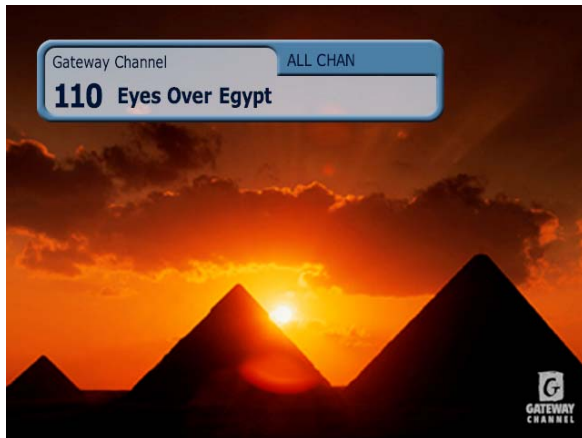 Gateway Channel
ALL CHAN
110 Eyes Over Egypt
G
GATEWAY
CHANNEL